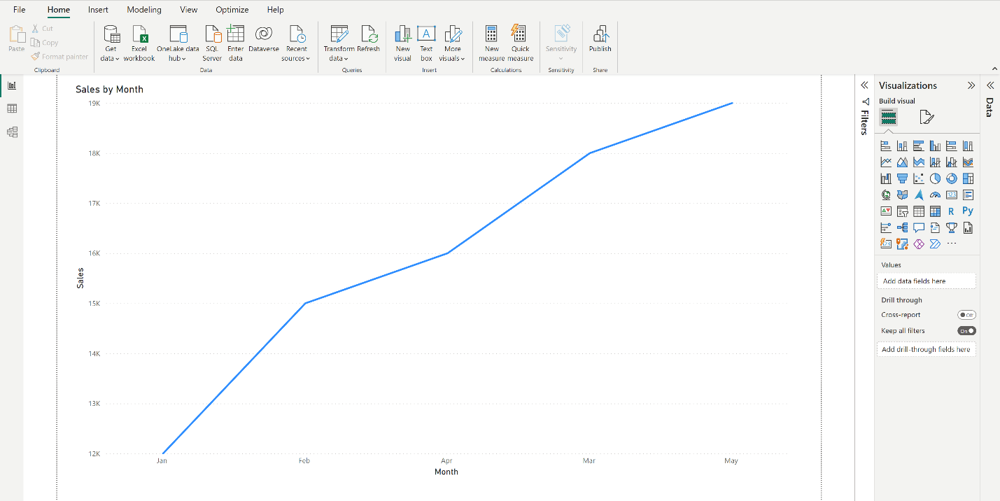 File Home Insert Modeling View Optimize Help
Paste
Cut
Copy
Format painter
Clipboard
Get data
Excel workbook
OneLake data hub
SQL Server
Enter data
Dataverse
Recent sources
Data
Transform data
Refresh
Queries
New visual
Text box
More visuals
Insert
New measure
Quick measure
Calculations
Sensitivity
Sensitivity
Publish
Share
Sales by Month
19K
18K
17K
16K
15K
14K
13K
12K
Sales
Jan Feb Apr Mar May
Month
Filters
Visualizations
Build visual
123
R Py
123
Values
Add data fields here
Drill through
Cross-report Off
Keep all filters On
Add drill-through fields here
Data